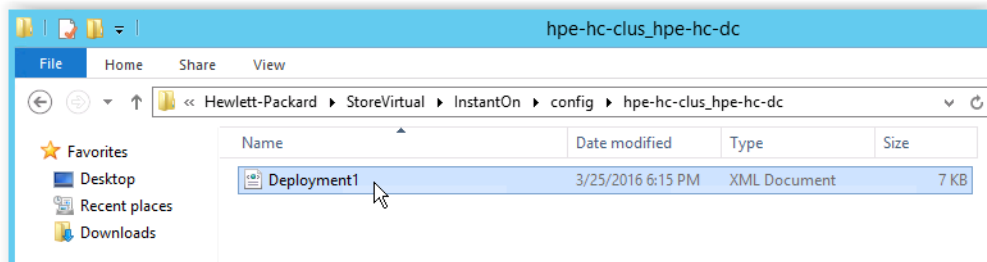 hpe-hc-clus_hpe-hc-dc
File Home Share View
« Hewlett-Packard ▸ StoreVirtual ▸ InstantOn ▸ config ▸ hpe-hc-clus_hpe-hc-dc
Favorites
Desktop
Recent places
Downloads
Name Date modified Type Size
Deployment1 3/25/2016 6:15 PM XML Document 7 KB